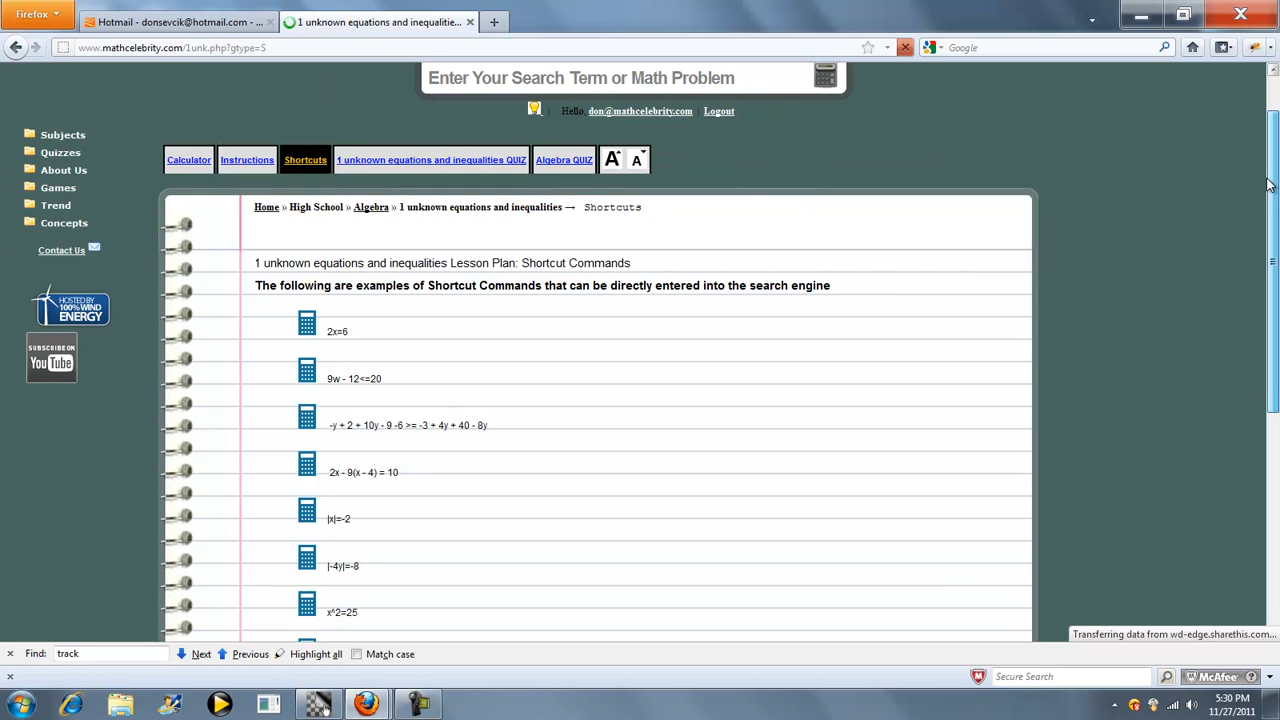 Firefox
Hotmail - donsevcik@hotmail.com - ...
1 unknown equations and inequalitie...
www.mathcelebrity.com/1unk.php?gtype=S
Google
Enter Your Search Term or Math Problem
| Hello, don@mathcelebrity.com | Logout
Subjects
Quizzes
About Us
Games
Trend
Concepts
Contact Us
HOSTED BY
100% WIND
ENERGY
SUBSCRIBE ON
YouTube
Calculator
Instructions
Shortcuts
1 unknown equations and inequalities QUIZ
Algebra QUIZ
A A
Home » High School » Algebra » 1 unknown equations and inequalities → Shortcuts
1 unknown equations and inequalities Lesson Plan: Shortcut Commands
The following are examples of Shortcut Commands that can be directly entered into the search engine
2x=6
9w - 12<=20
-y + 2 + 10y - 9 -6 >= -3 + 4y + 40 - 8y
2x - 9(x - 4) = 10
|x|=-2
|-4y|=-8
x^2=25
Transferring data from wd-edge.sharethis.com...
Find: track Next Previous Highlight all Match case
Secure Search
McAfee
5:30 PM
11/27/2011